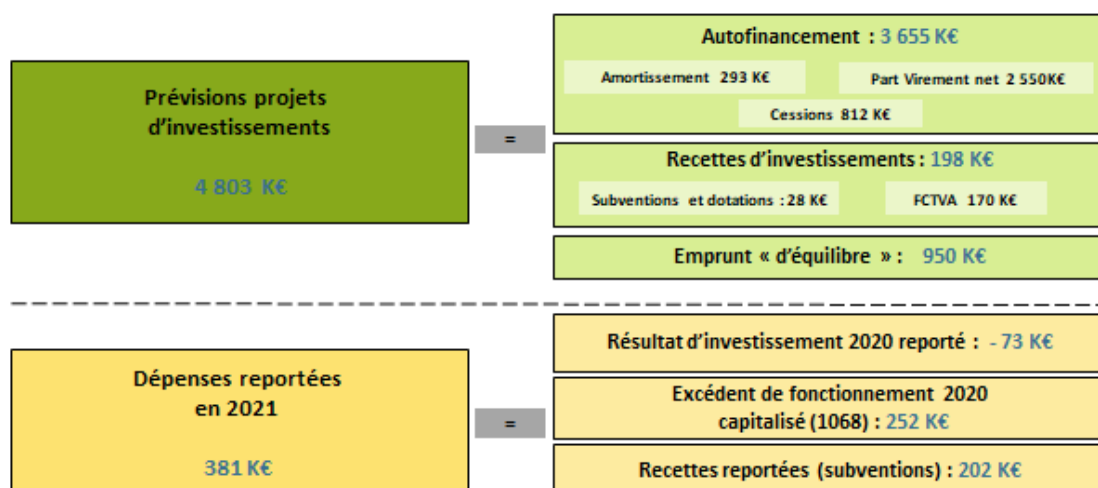 Prévisions projets
d'investissements
4 803 K€
=
Autofinancement : 3 655 K€
Amortissement 293 K€
Part Virement net 2 550K€
Cessions 812 K€
Recettes d'investissements : 198 K€
Subventions et dotations : 28 K€
FCTVA 170 K€
Emprunt « d'équilibre » : 950 K€
Dépenses reportées
en 2021
381 K€
=
Résultat d'investissement 2020 reporté : - 73 K€
Excédent de fonctionnement 2020
capitalisé (1068) : 252 K€
Recettes reportées (subventions) : 202 K€